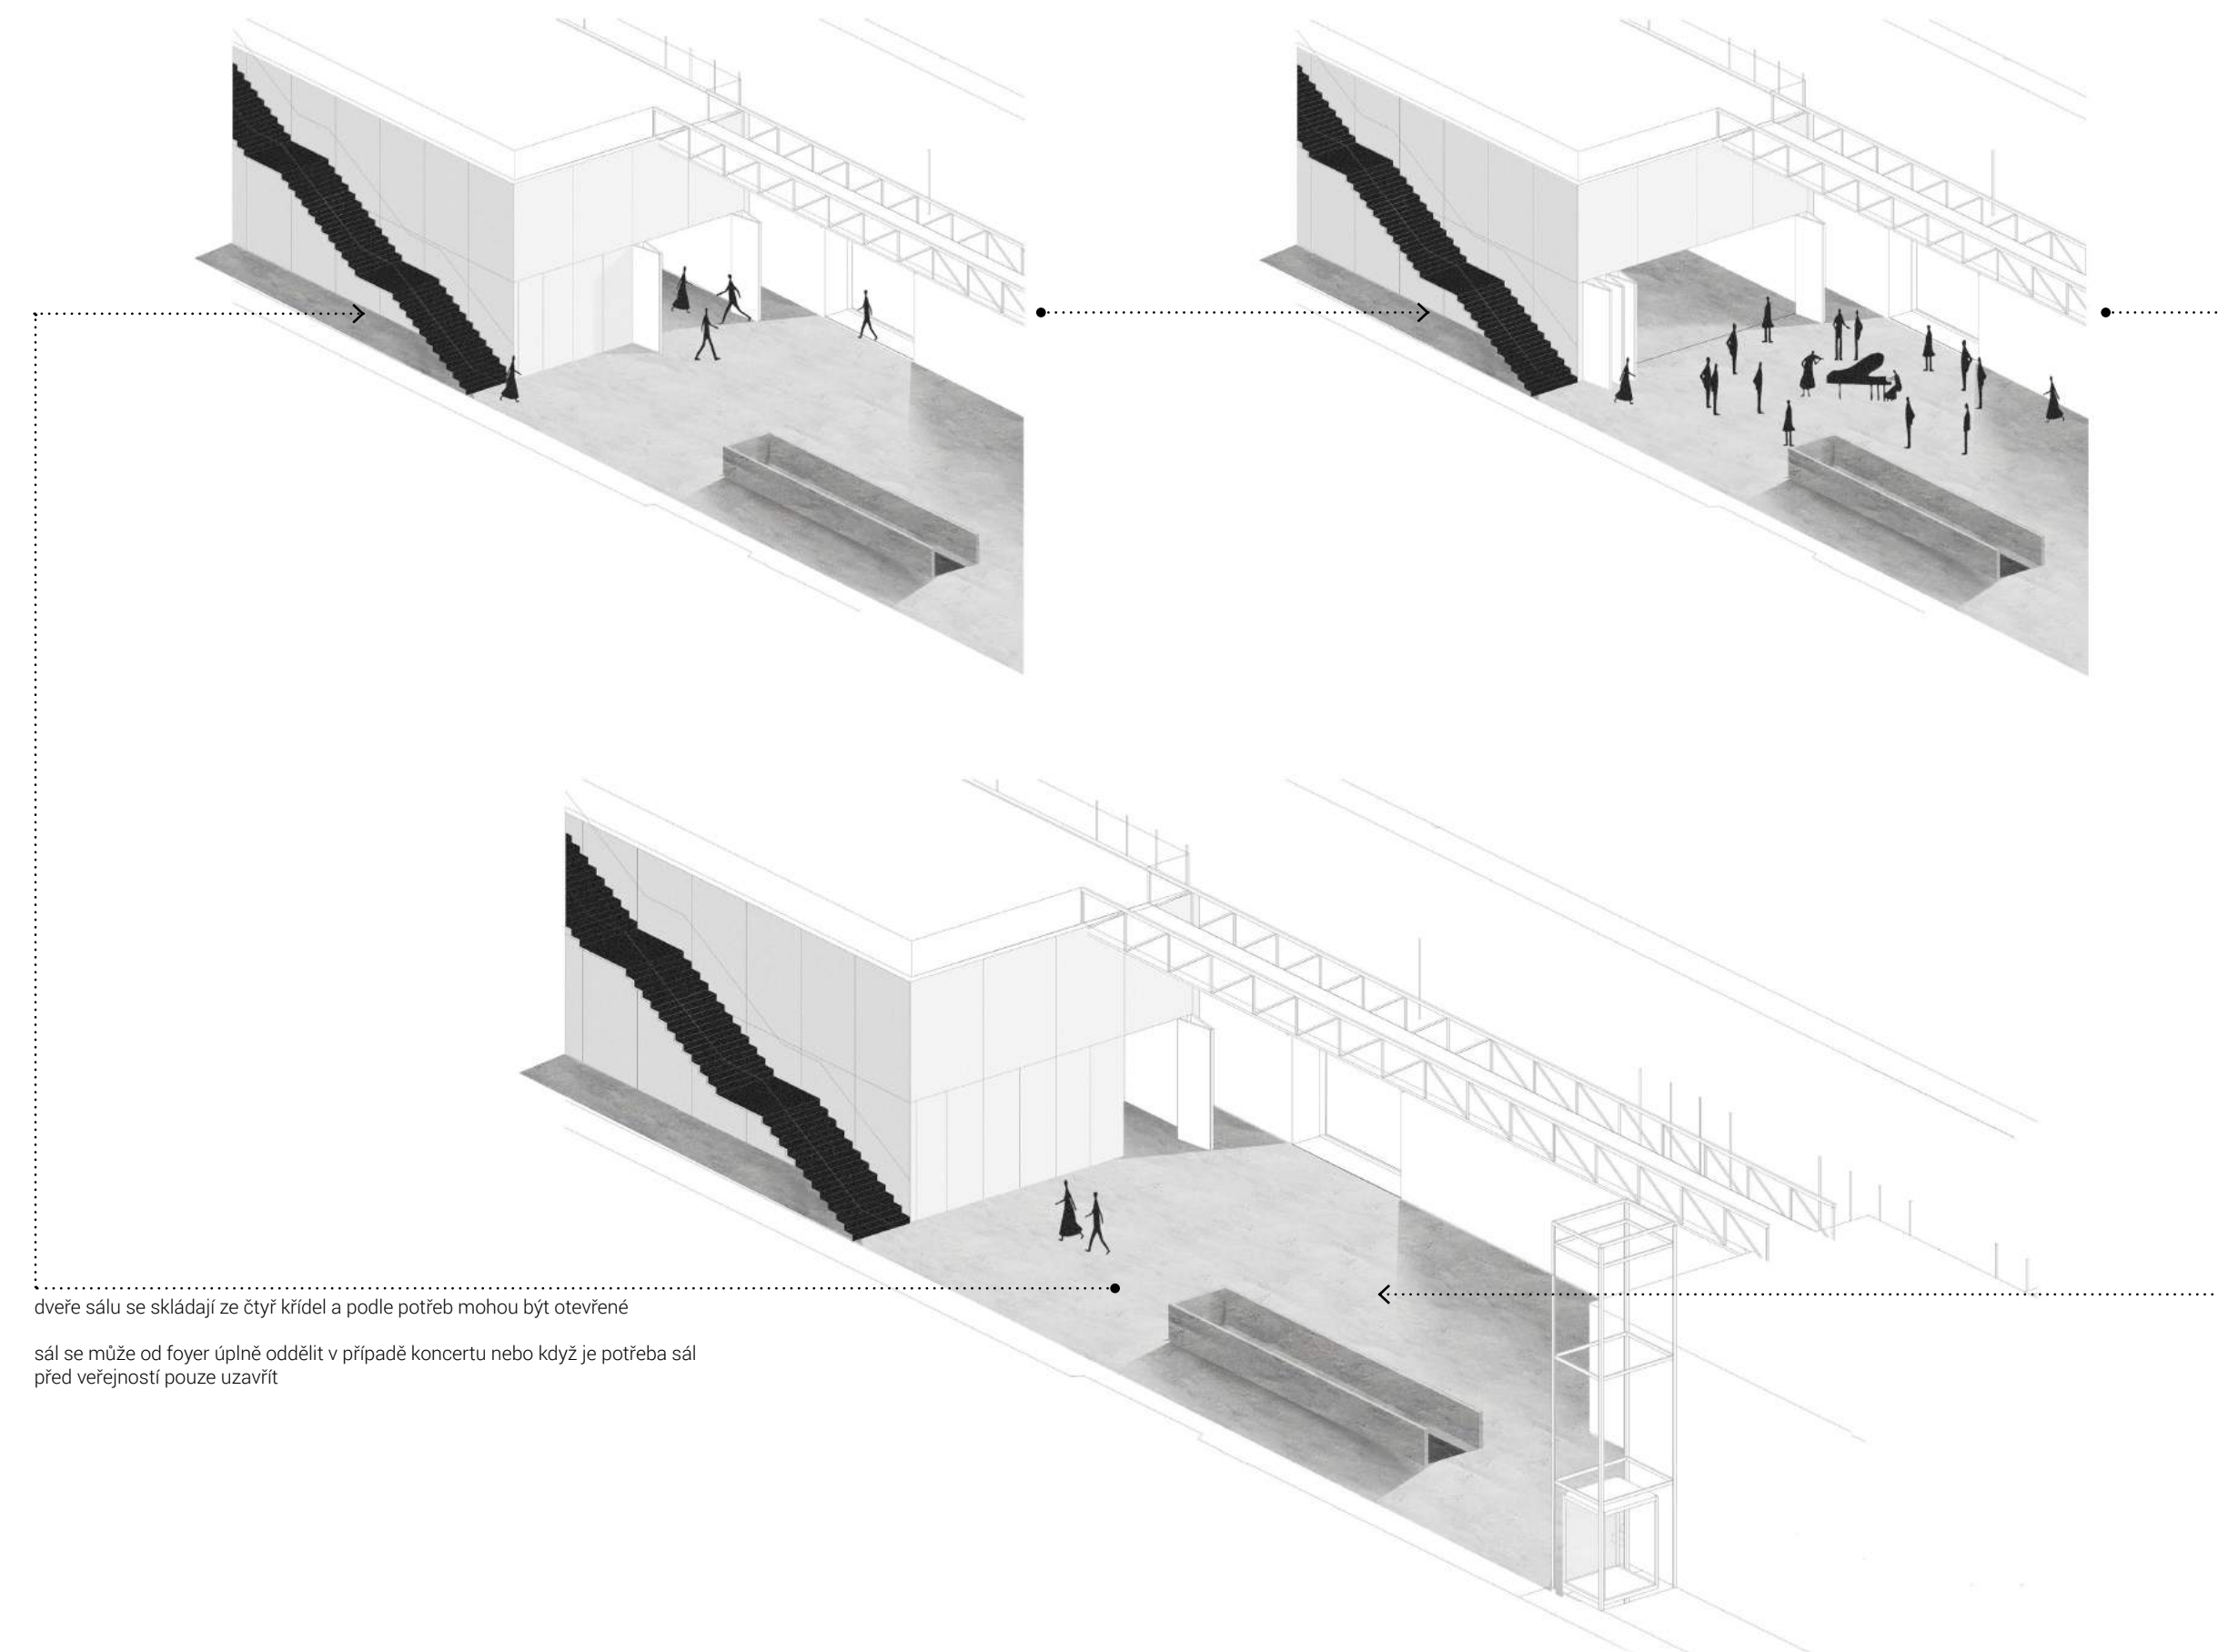 dveře sálu se skládají ze čtyř křídel a podle potřeb mohou být otevřené
sál se může od foyer úplně oddělit v případě koncertu nebo když je potřeba sál
před veřejností pouze uzavřít